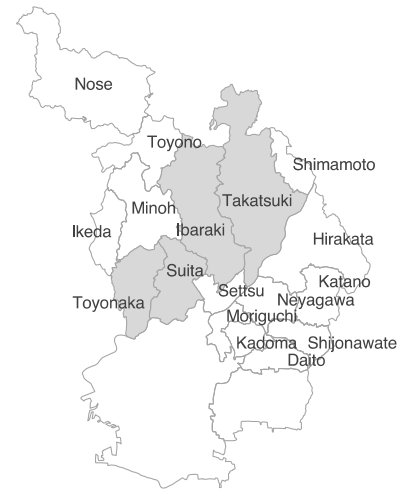 Nose
Toyono
Shimamoto
Takatsuki
Minoh
Ikeda
Ibaraki
Hirakata
Suita
Katano
Settsu
Neyagawa
Toyonaka
Moriguchi
Kadoma
Shijonawate
Daito